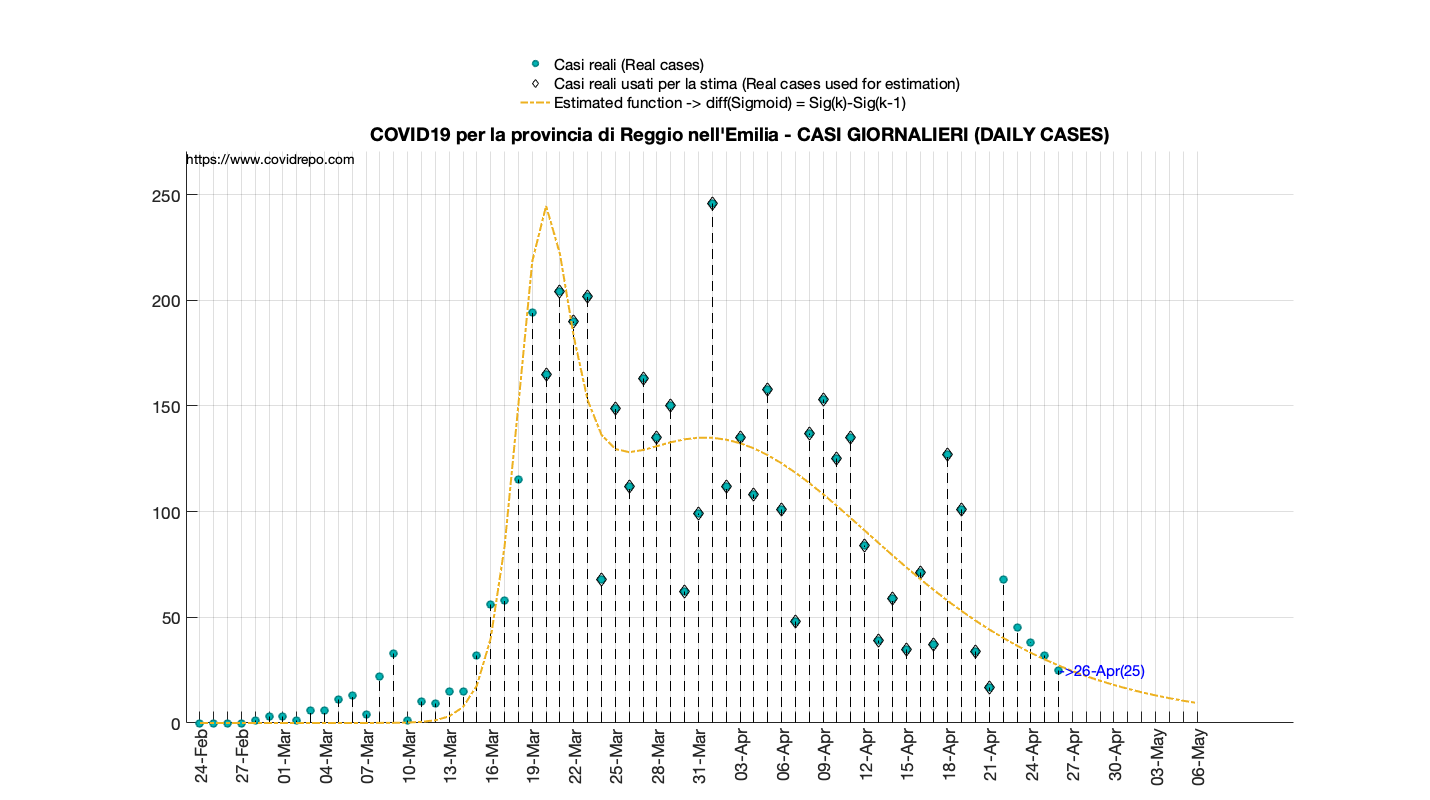 Casi reali (Real cases)
Casi reali usati per la stima (Real cases used for estimation)
Estimated function -> diff(Sigmoid) = Sig(k)-Sig(k-1)
COVID19 per la provincia di Reggio nell'Emilia - CASI GIORNALIERI (DAILY CASES)
https://www.covidrepo.com
250
200
150
100
50
0
->26-Apr(25)
24-Feb
27-Feb
01-Mar
04-Mar
07-Mar
10-Mar
13-Mar
16-Mar
19-Mar
22-Mar
25-Mar
28-Mar
31-Mar
03-Apr
06-Apr
09-Apr
12-Apr
15-Apr
18-Apr
21-Apr
24-Apr
27-Apr
30-Apr
03-May
06-May